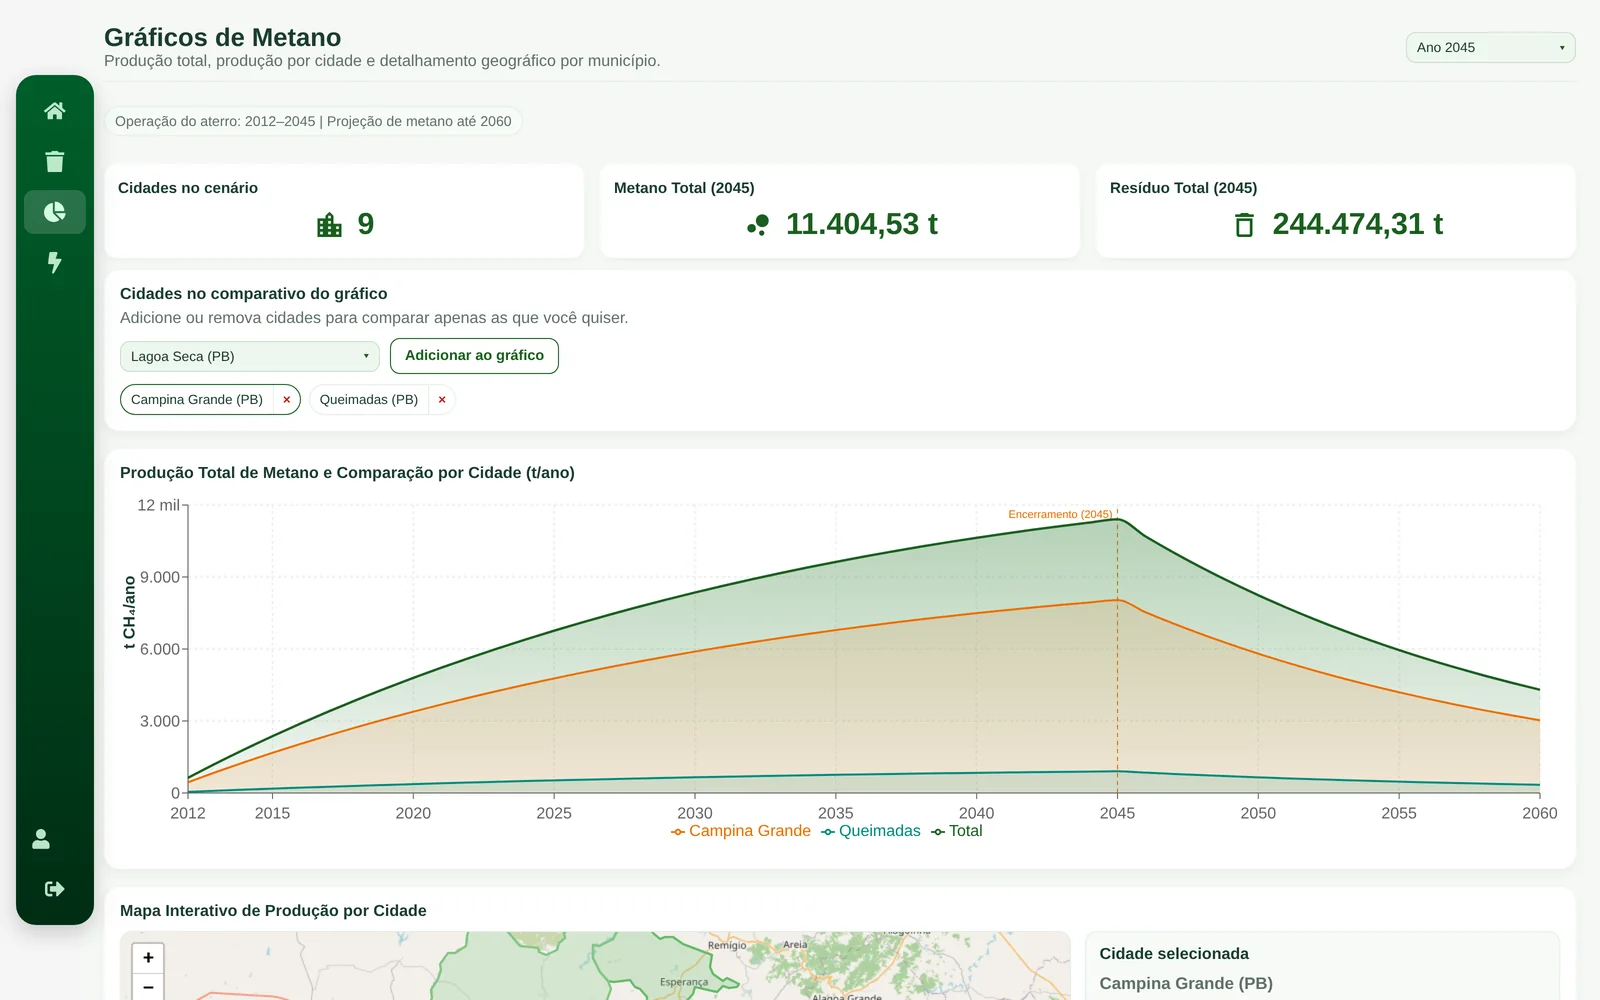 Gráficos de Metano
Produção total, produção por cidade e detalhamento geográfico por município.
Ano 2045
Operação do aterro: 2012–2045 | Projeção de metano até 2060
Cidades no cenário
9
Metano Total (2045)
11.404,53 t
Resíduo Total (2045)
244.474,31 t
Cidades no comparativo do gráfico
Adicione ou remova cidades para comparar apenas as que você quiser.
Lagoa Seca (PB)
Adicionar ao gráfico
Campina Grande (PB) ×
Queimadas (PB) ×
Produção Total de Metano e Comparação por Cidade (t/ano)
12 mil
9.000
6.000
3.000
0
t CH₄/ano
Encerramento (2045)
2012 2015 2020 2025 2030 2035 2040 2045 2050 2055 2060
Campina Grande Queimadas Total
Mapa Interativo de Produção por Cidade
+
−
Remígio
Areia
Esperança
Alagoa Grande
Cidade selecionada
Campina Grande (PB)